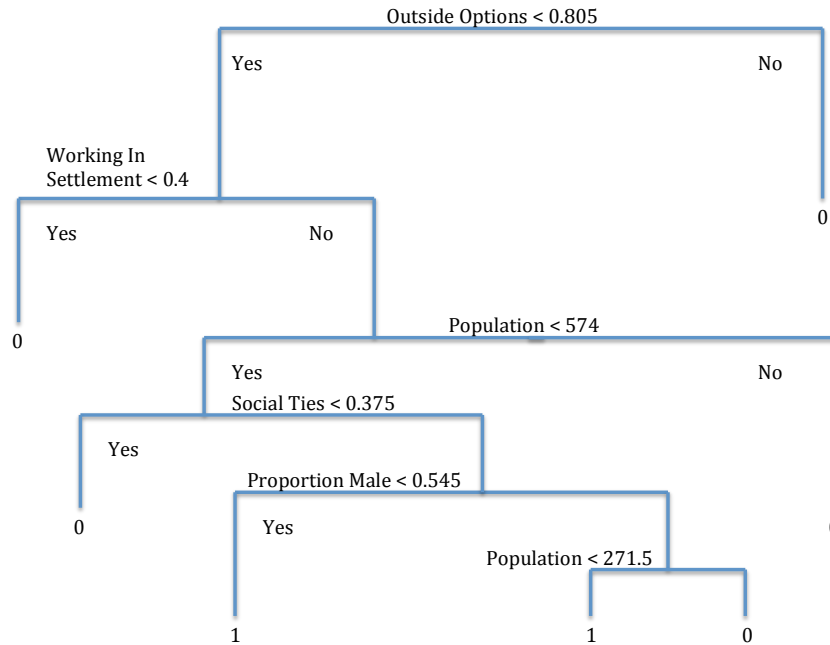 Outside Options < 0.805
Yes
No
Working In
Settlement < 0.4
0
Yes
No
Population < 574
0
Yes
No
Social Ties < 0.375
Yes
Proportion Male < 0.545
0
Yes
Population < 271.5
1
1
0